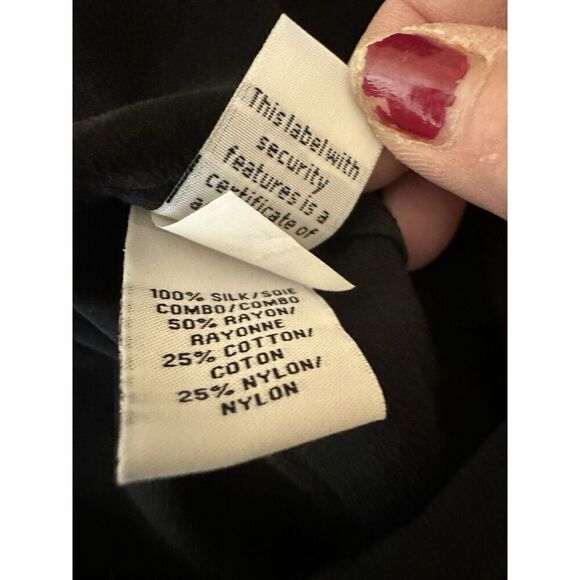 This label with
security
features is a
certificate of
a
100% SILK/SOIE
COMBO/COMBO
50% RAYON/
RAYONNE
25% COTTON/
COTON
25% NYLON/
NYLON